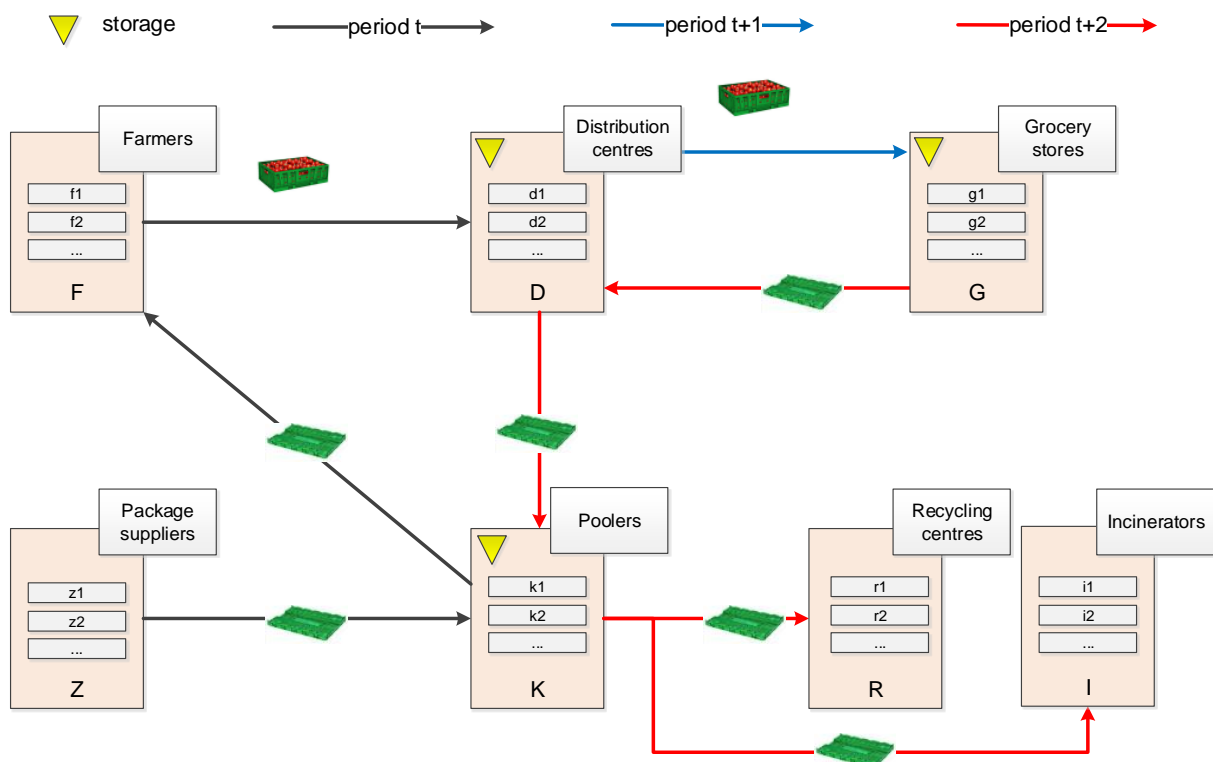 storage
period t
period t+1
period t+2
Farmers
f1
f2
...
F
Distribution
centres
d1
d2
...
D
Grocery
stores
g1
g2
...
G
Package
suppliers
z1
z2
...
Z
Poolers
k1
k2
...
K
Recycling
centres
r1
r2
...
R
Incinerators
i1
i2
...
I